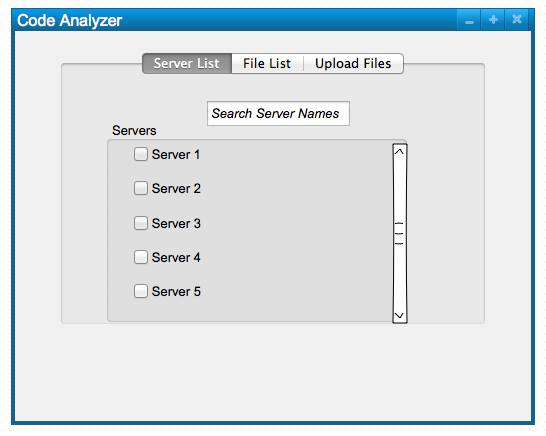 Code Analyzer
Server List File List Upload Files
Search Server Names
Servers
Server 1
Server 2
Server 3
Server 4
Server 5